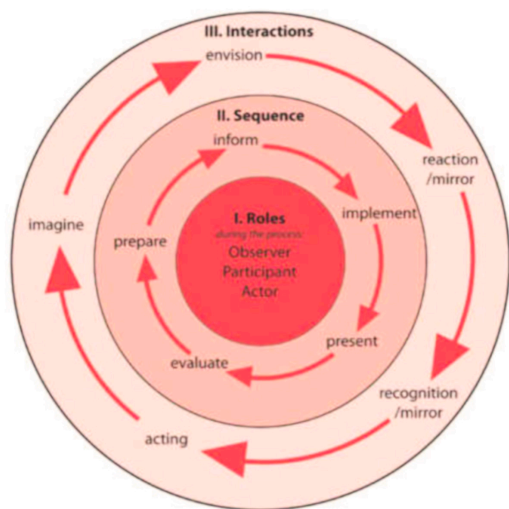 III. Interactions
envision
reaction
/mirror
recognition
/mirror
acting
imagine
II. Sequence
inform
implement
present
evaluate
prepare
I. Roles
during the process:
Observer
Participant
Actor